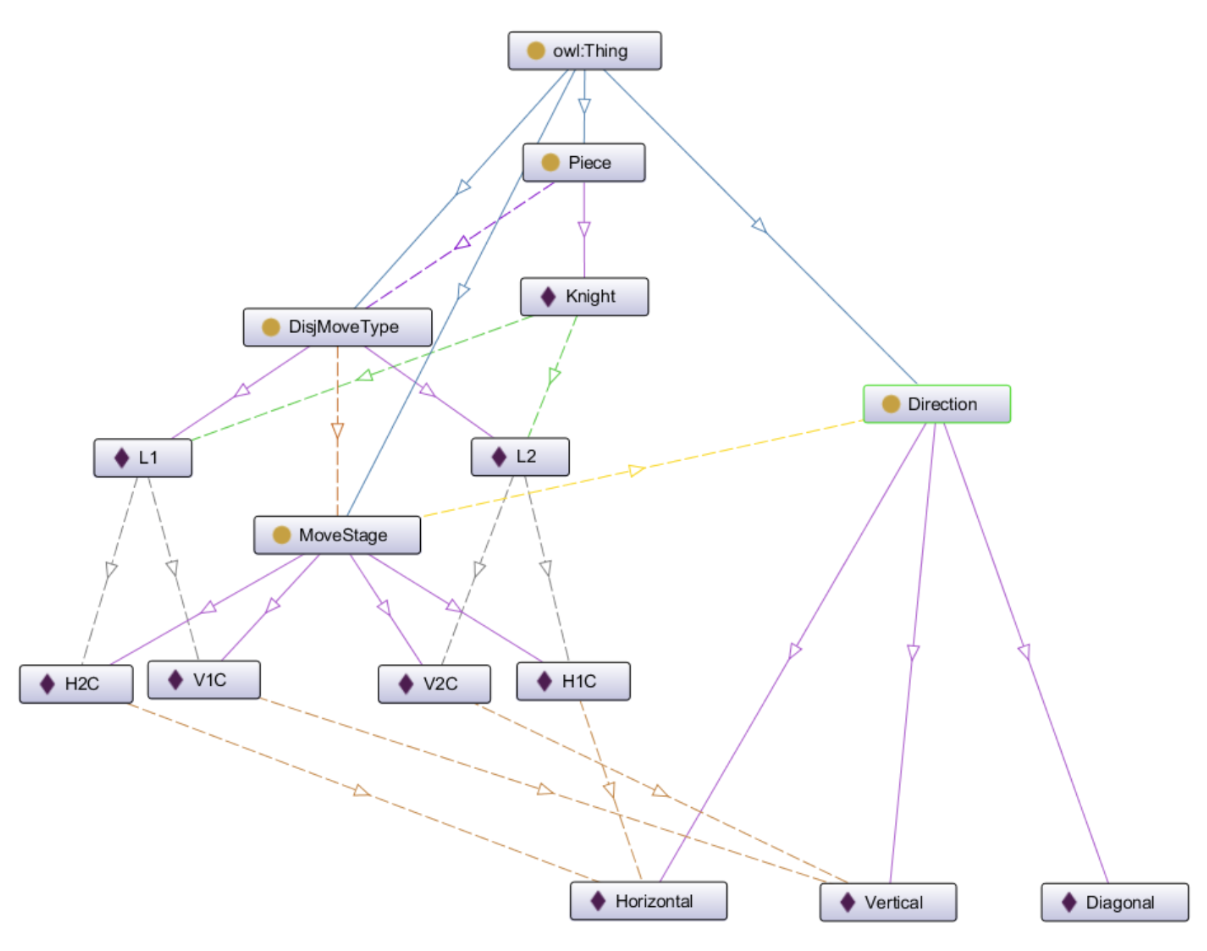 owl:Thing
Piece
Knight
DisjMoveType
Direction
L1
L2
MoveStage
H2C
V1C
V2C
H1C
Horizontal
Vertical
Diagonal